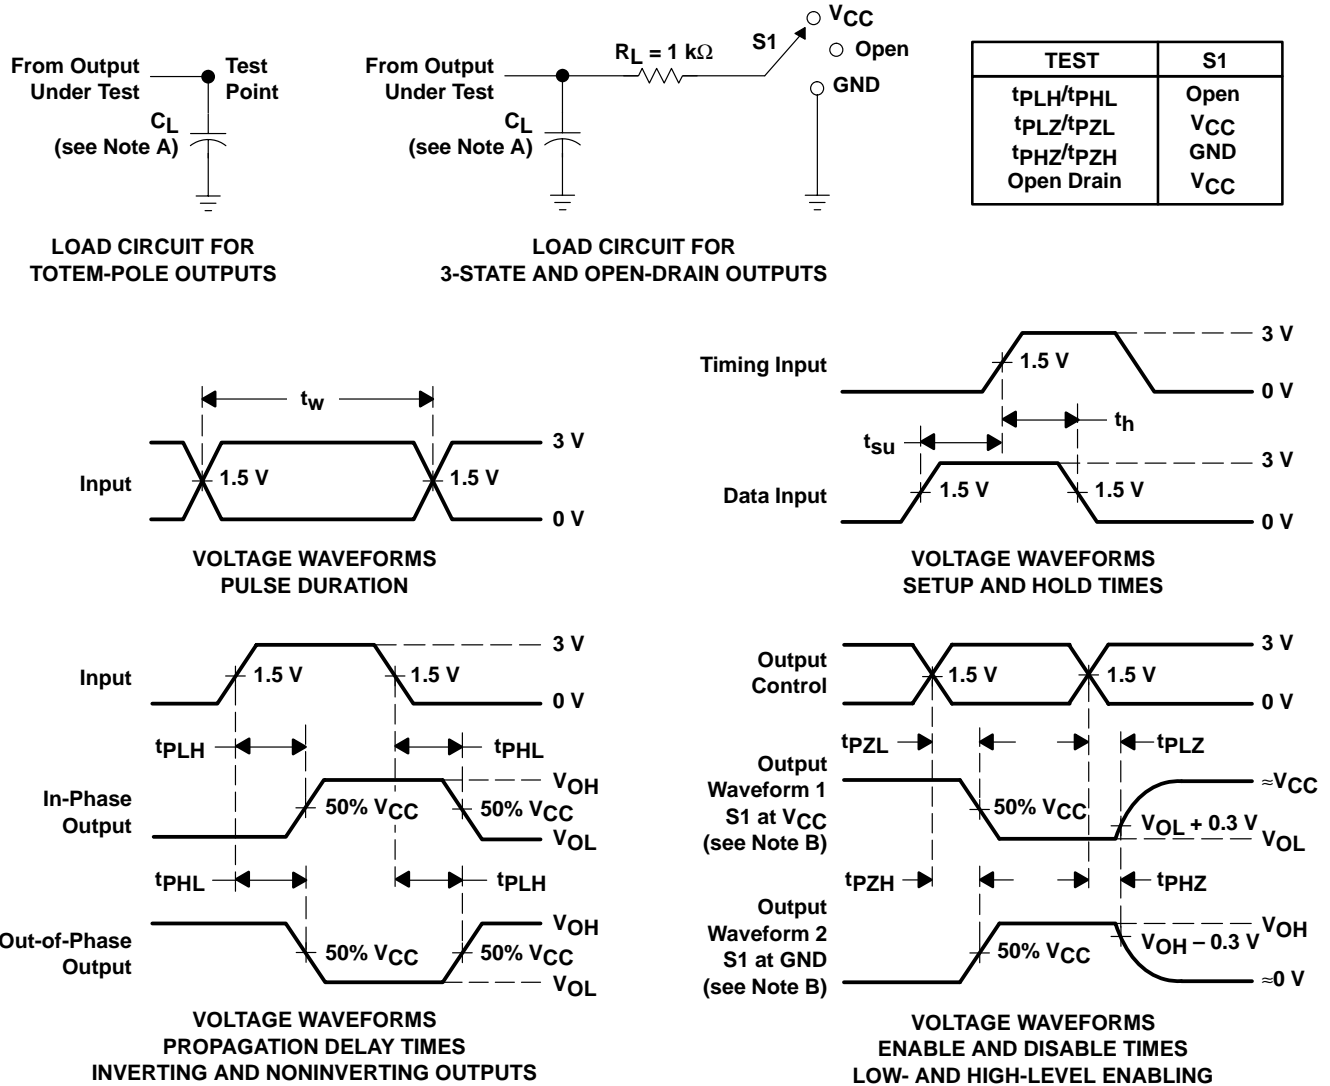 From Output
Under Test
Test
Point
CL
(see Note A)
LOAD CIRCUIT FOR
TOTEM-POLE OUTPUTS
From Output
Under Test
RL = 1 kΩ
S1
VCC
Open
GND
CL
(see Note A)
LOAD CIRCUIT FOR
3-STATE AND OPEN-DRAIN OUTPUTS
TEST S1
tPLH/tPHL Open
tPLZ/tPZL VCC
tPHZ/tPZH GND
Open Drain VCC
tw
Input
1.5 V
1.5 V
3 V
0 V
VOLTAGE WAVEFORMS
PULSE DURATION
Timing Input
1.5 V
3 V
0 V
tsu
th
Data Input
1.5 V
1.5 V
3 V
0 V
VOLTAGE WAVEFORMS
SETUP AND HOLD TIMES
Input
1.5 V
1.5 V
3 V
0 V
tPLH
tPHL
In-Phase
Output
50% VCC
50% VCC
VOH
VOL
tPHL
tPLH
Out-of-Phase
Output
50% VCC
50% VCC
VOH
VOL
VOLTAGE WAVEFORMS
PROPAGATION DELAY TIMES
INVERTING AND NONINVERTING OUTPUTS
Output
Control
1.5 V
1.5 V
3 V
0 V
tPZL
tPLZ
Output
Waveform 1
S1 at VCC
(see Note B)
50% VCC
VOL + 0.3 V
≈VCC
VOL
tPZH
tPHZ
Output
Waveform 2
S1 at GND
(see Note B)
50% VCC
VOH – 0.3 V
VOH
≈0 V
VOLTAGE WAVEFORMS
ENABLE AND DISABLE TIMES
LOW- AND HIGH-LEVEL ENABLING